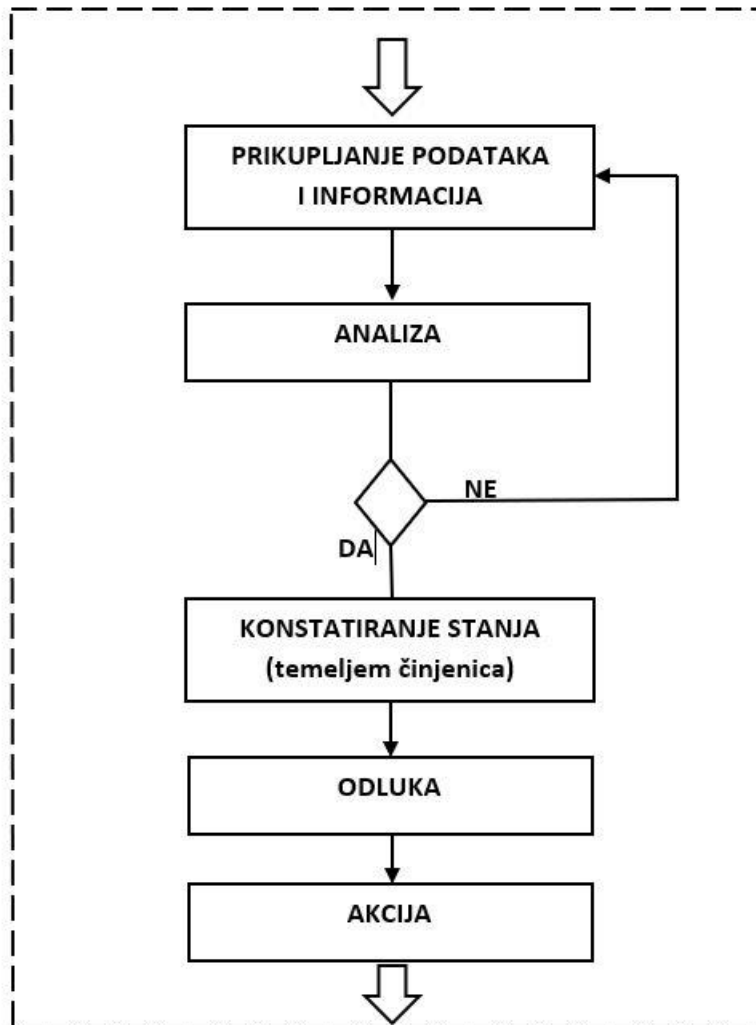 PRIKUPLJANJE PODATAKA
I INFORMACIJA
ANALIZA
NE
DA
KONSTATIRANJE STANJA
(temeljem činjenica)
ODLUKA
AKCIJA